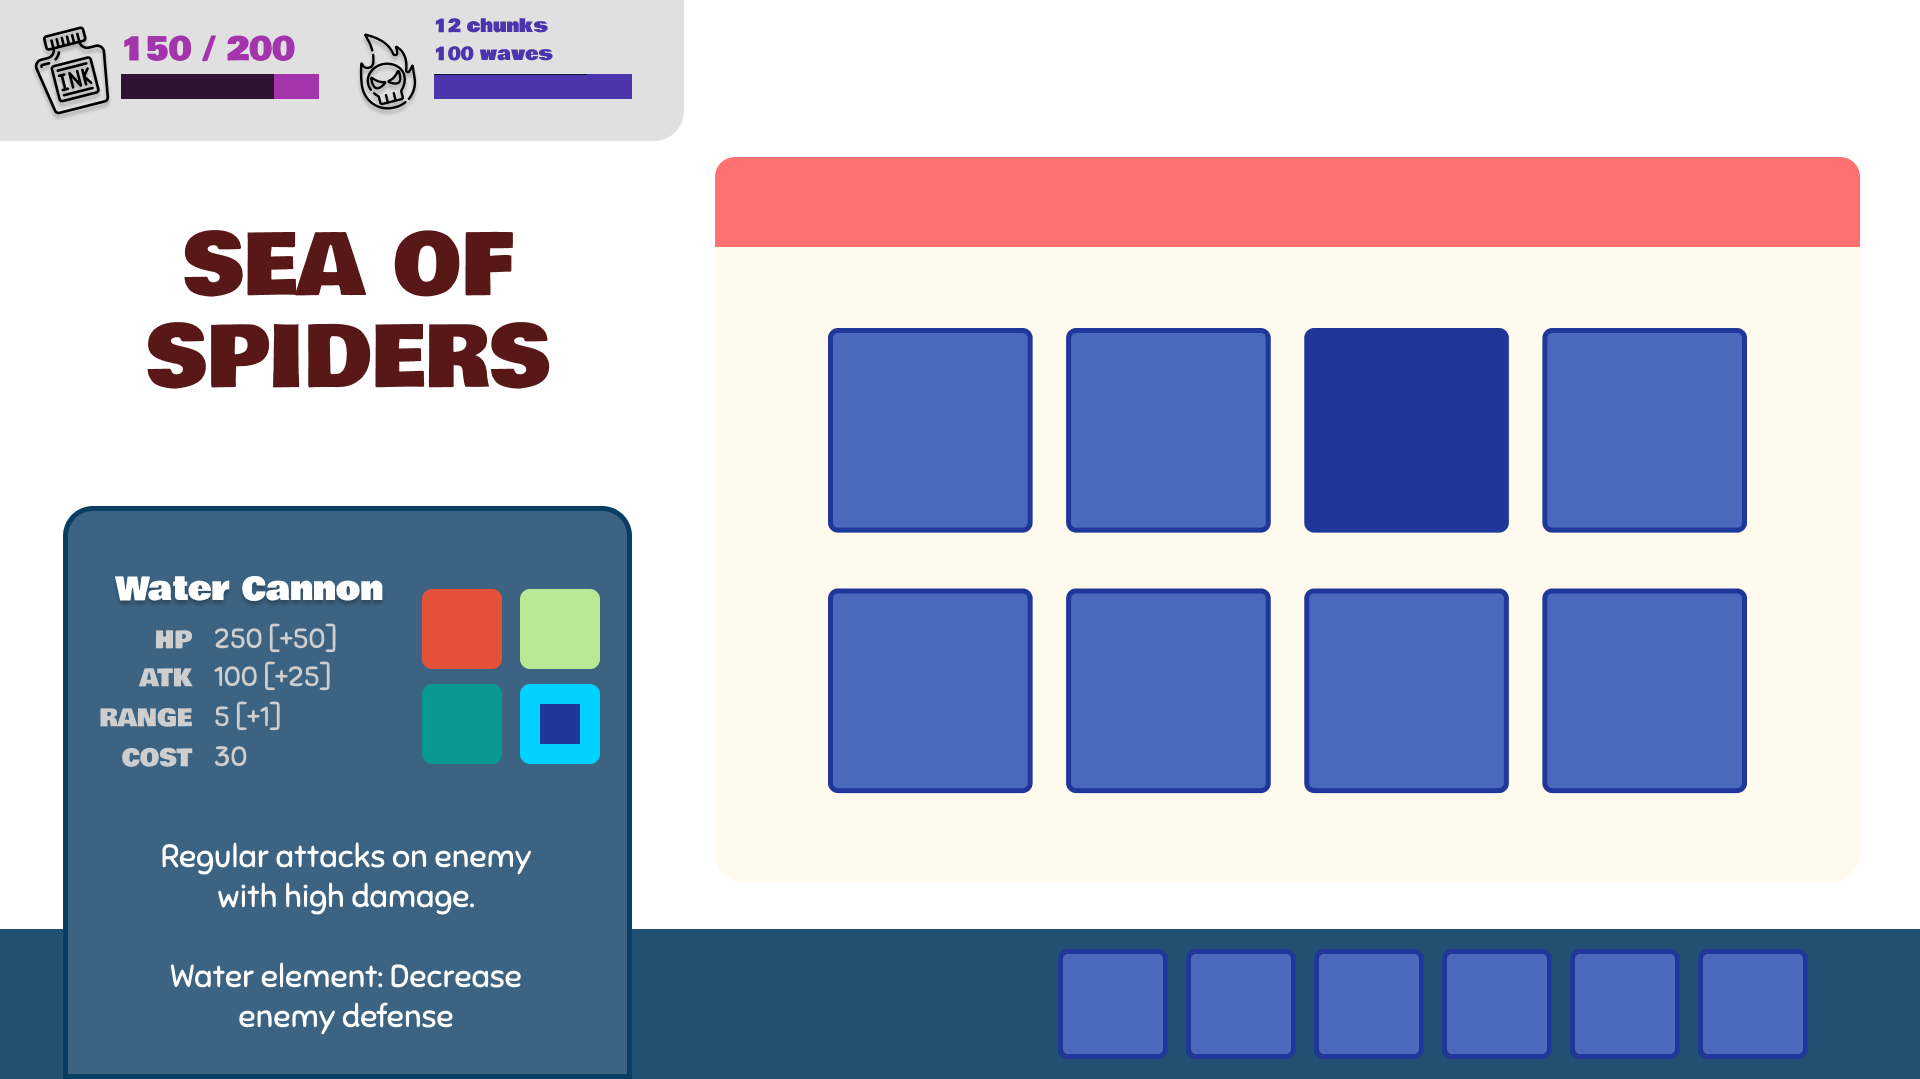 INK
150 / 200
12 chunks
100 waves
SEA OF
SPIDERS
Water Cannon
HP 250 [+50]
ATK 100 [+25]
RANGE 5 [+1]
COST 30
Regular attacks on enemy
with high damage.
Water element: Decrease
enemy defense